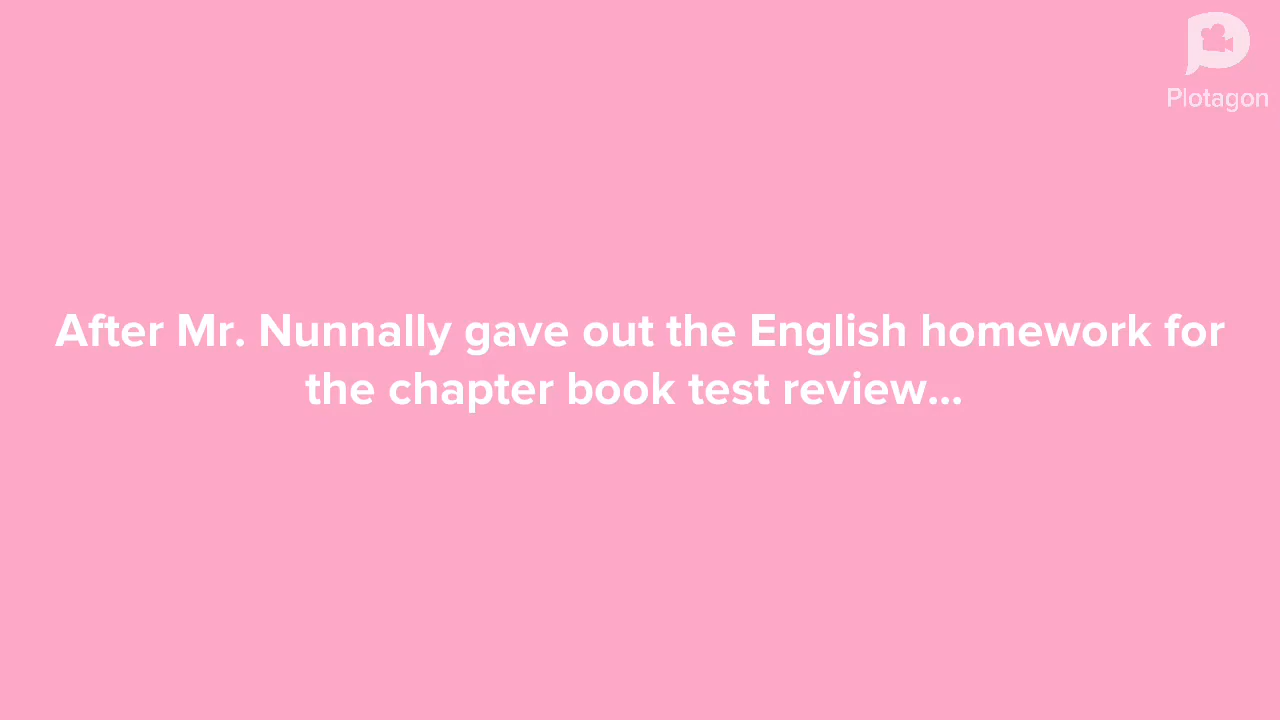 Plotagon
After Mr. Nunnally gave out the English homework for
the chapter book test review...